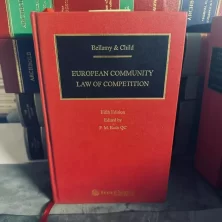 Bellamy & Child
EUROPEAN COMMUNITY
LAW OF COMPETITION
Fifth Edition
Edited by
P. M. Roth QC